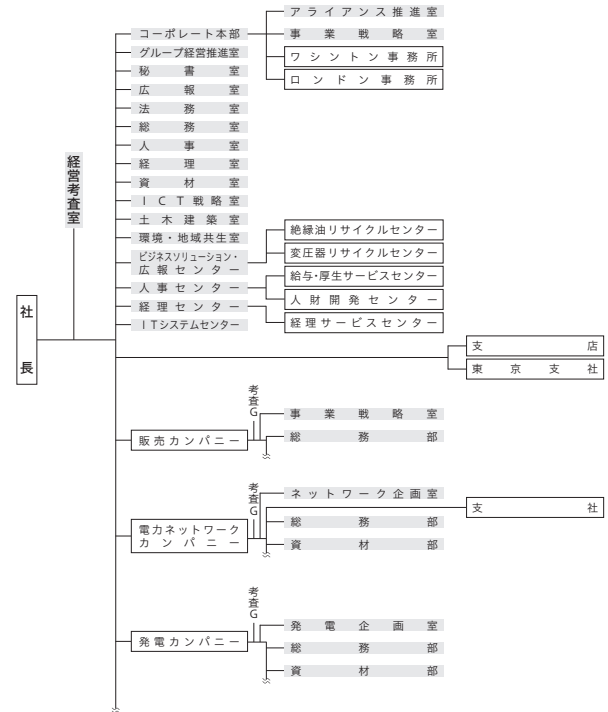 アライアンス推進室
コーポレート本部
事業戦略室
グループ経営推進室
ワシントン事務所
秘書室
ロンドン事務所
広報室
法務室
総務室
人事室
経理室
経営考査室
資材室
ICT戦略室
土木建築室
環境・地域共生室
絶縁油リサイクルセンター
ビジネスソリューション・
広報センター
変圧器リサイクルセンター
給与・厚生サービスセンター
人事センター
人財開発センター
経理センター
経理サービスセンター
ITシステムセンター
社長
支店
東京支社
考査G
事業戦略室
販売カンパニー
総務部
考査G
ネットワーク企画室
支社
電力ネットワーク
カンパニー
総務部
資材部
考査G
発電企画室
発電カンパニー
総務部
資材部